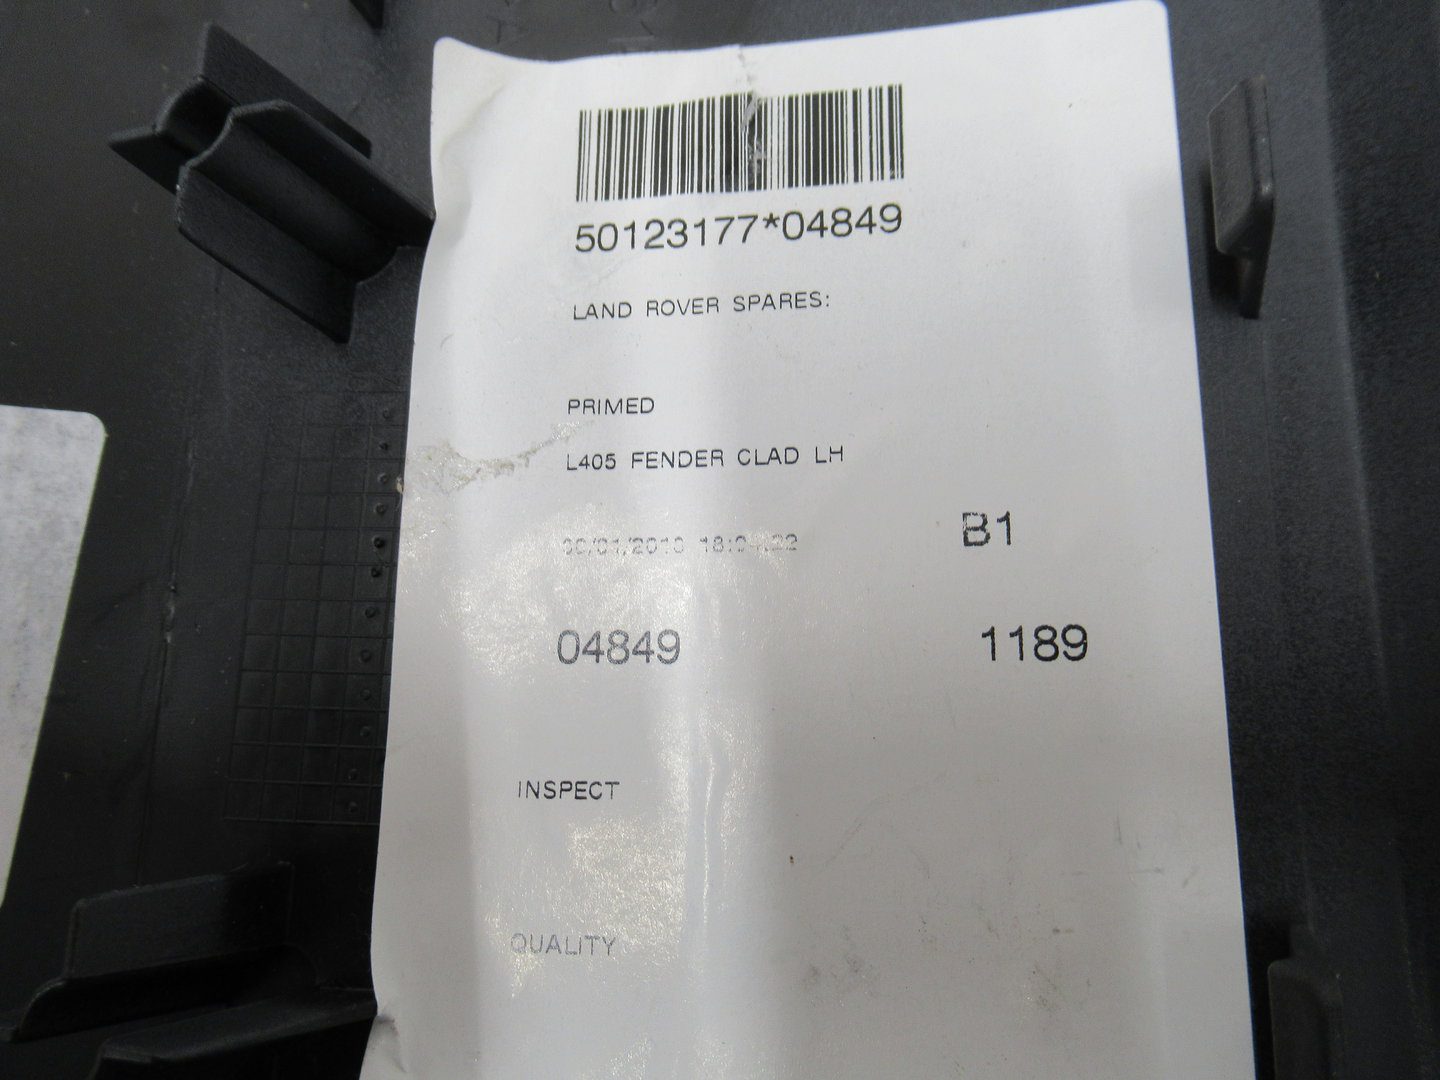 50123177*04849
LAND ROVER SPARES:
PRIMED
L405 FENDER CLAD LH
B1
04849 1189
INSPECT
QUALITY